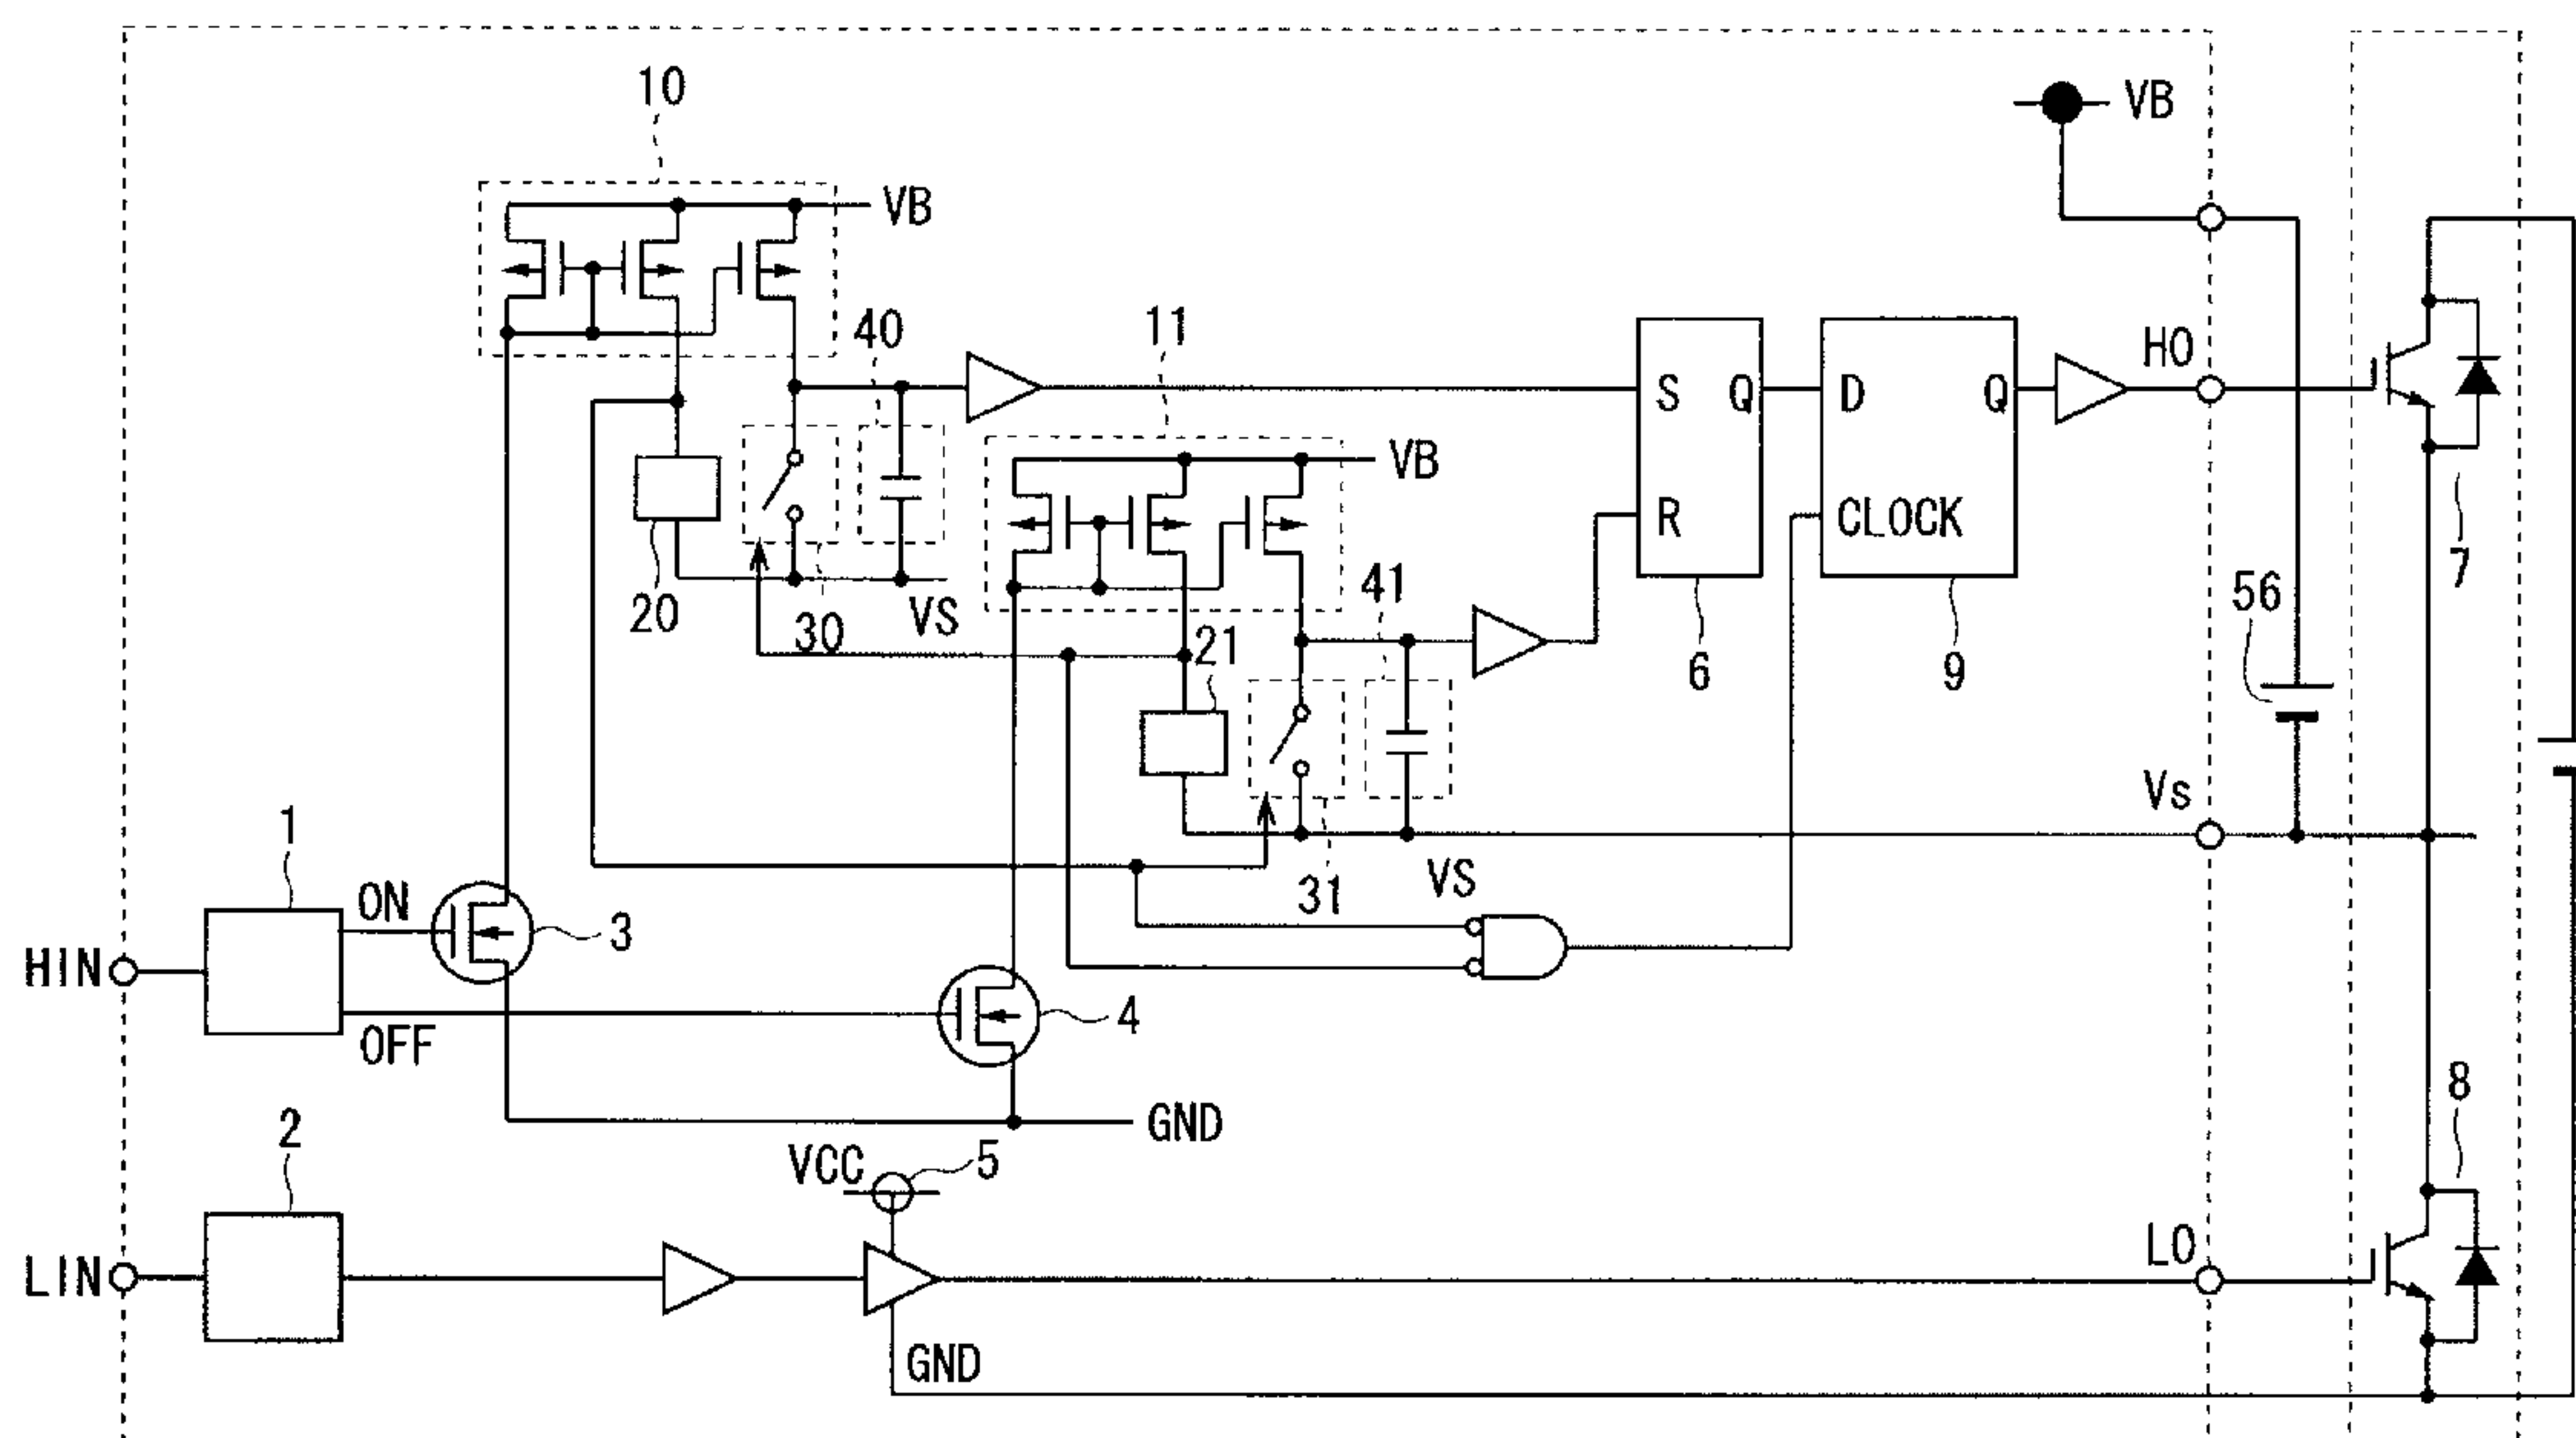 10
VB
VB
40
11
HO
S
Q
D
Q
VB
R
CLOCK
7
20
30
VS
41
56
21
6
9
Vs
1
31
VS
ON
3
HIN
4
OFF
8
GND
2
VCC
5
LO
LIN
GND